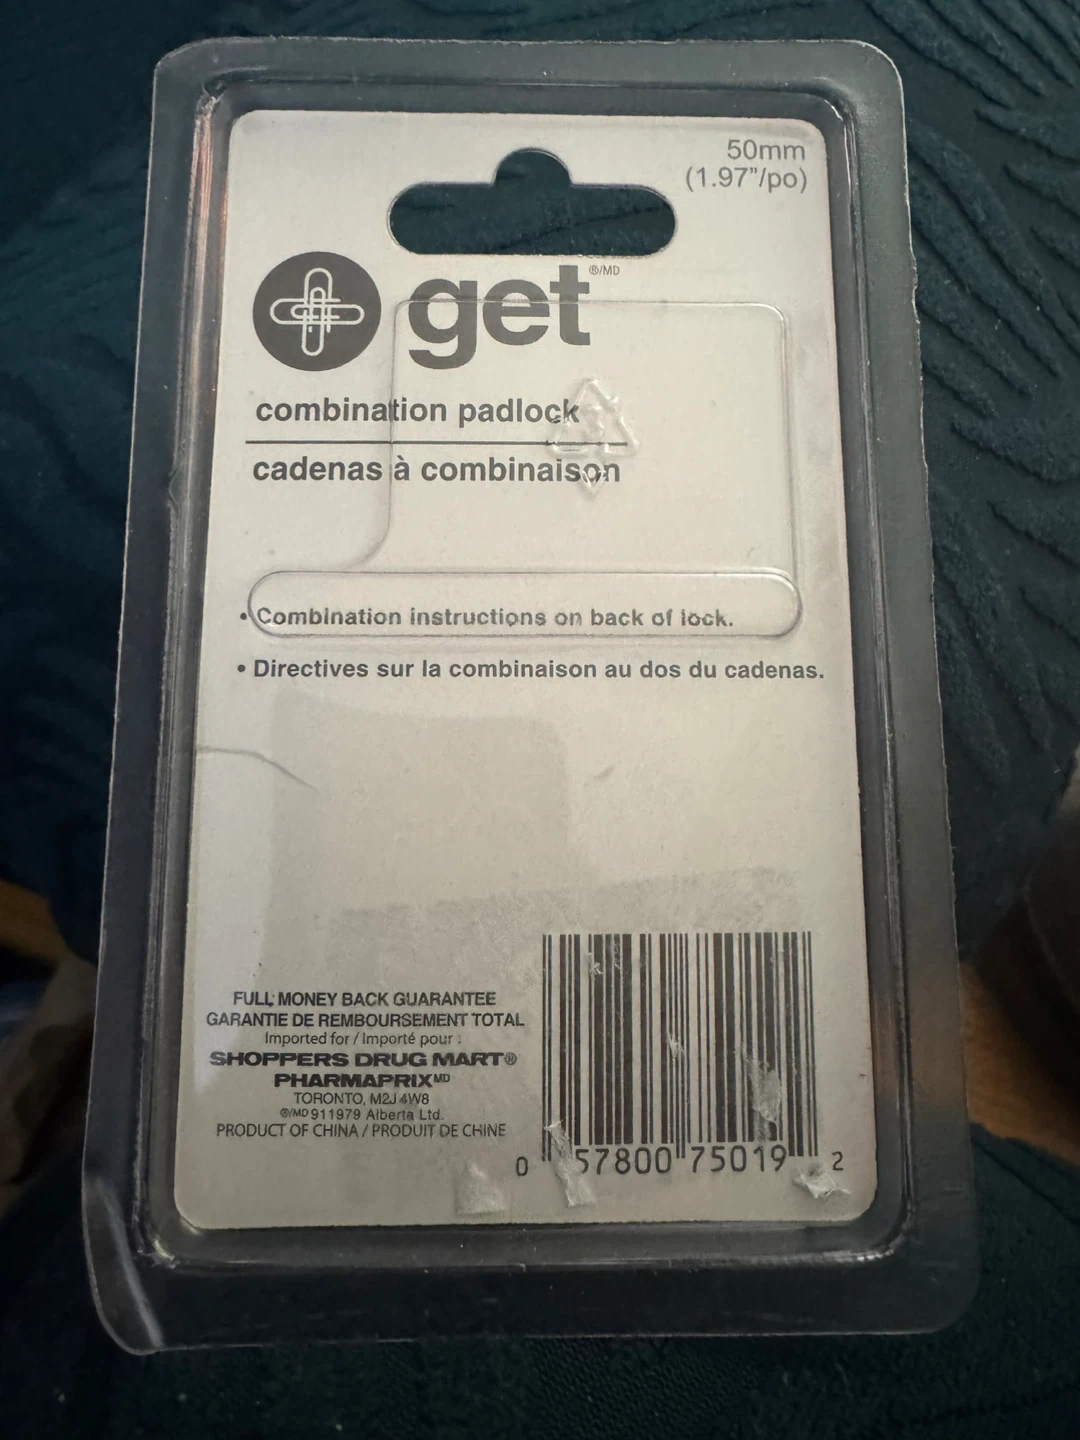 50mm
(1.97"/po)
get®/MD
get
combination padlock
cadenas à combinaison
• Combination instructions on back of lock.
• Directives sur la combinaison au dos du cadenas.
FULL MONEY BACK GUARANTEE
GARANTIE DE REMBOURSEMENT TOTAL
Imported for / Importé pour :
SHOPPERS DRUG MART®
PHARMAPRIX MD
TORONTO, M2J 4W8
®/MD 911979 Alberta Ltd.
PRODUCT OF CHINA / PRODUIT DE CHINE
0 57800 75019 2